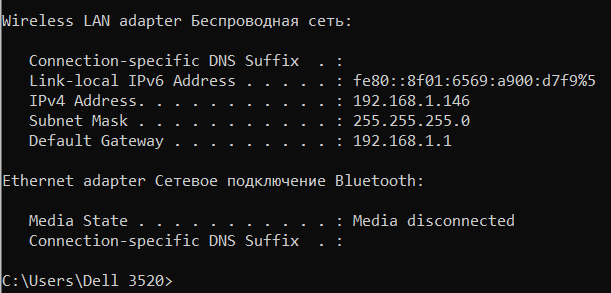 Wireless LAN adapter Беспроводная сеть:
Connection-specific DNS Suffix . :
Link-local IPv6 Address . . . . . : fe80::8f01:6569:a900:d7f9%5
IPv4 Address. . . . . . . . . . . : 192.168.1.146
Subnet Mask . . . . . . . . . . . : 255.255.255.0
Default Gateway . . . . . . . . . : 192.168.1.1
Ethernet adapter Сетевое подключение Bluetooth:
Media State . . . . . . . . . . . : Media disconnected
Connection-specific DNS Suffix . :
C:\Users\Dell 3520>